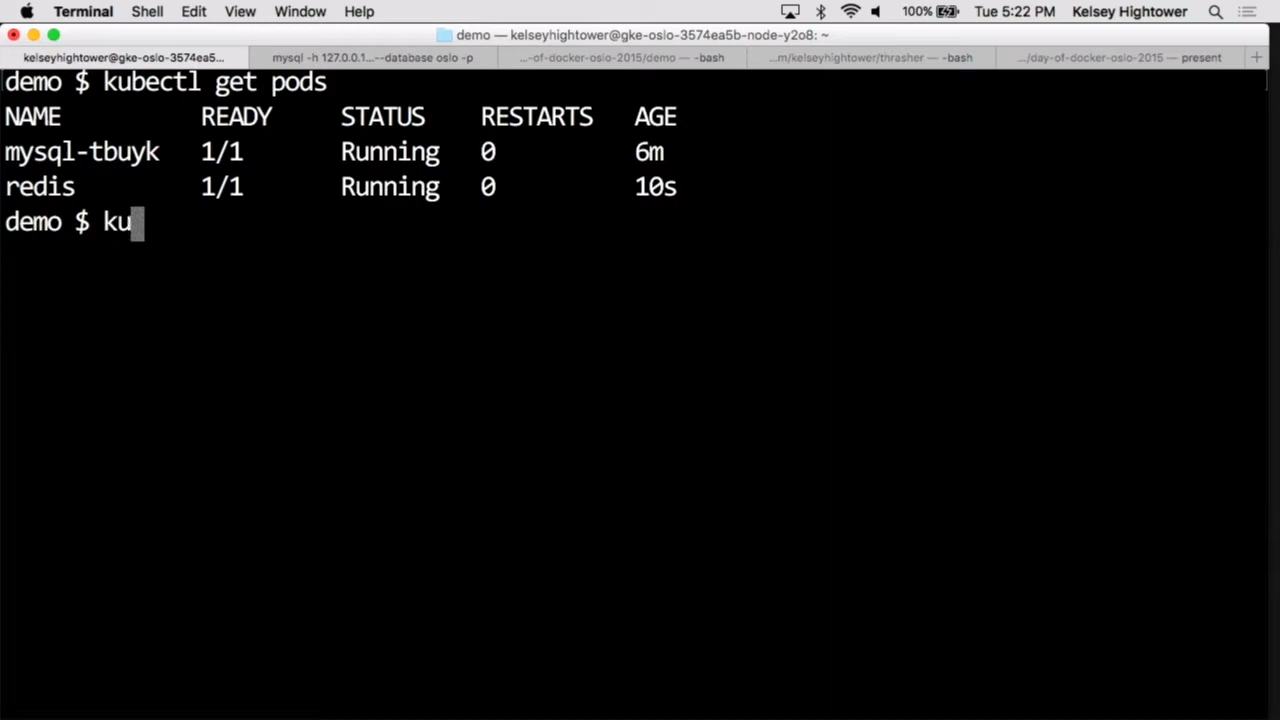 Terminal Shell Edit View Window Help 100% Tue 5:22 PM Kelsey Hightower
demo — kelseyhightower@gke-oslo-3574ea5b-node-y2o8: ~
kelseyhightower@gke-oslo-3574ea5... mysql -h 127.0.0.1...--database oslo -p ...-of-docker-oslo-2015/demo — -bash ...m/kelseyhightower/thrasher — -bash .../day-of-docker-oslo-2015 — present +
demo $ kubectl get pods
NAME READY STATUS RESTARTS AGE
mysql-tbuyk 1/1 Running 0 6m
redis 1/1 Running 0 10s
demo $ ku